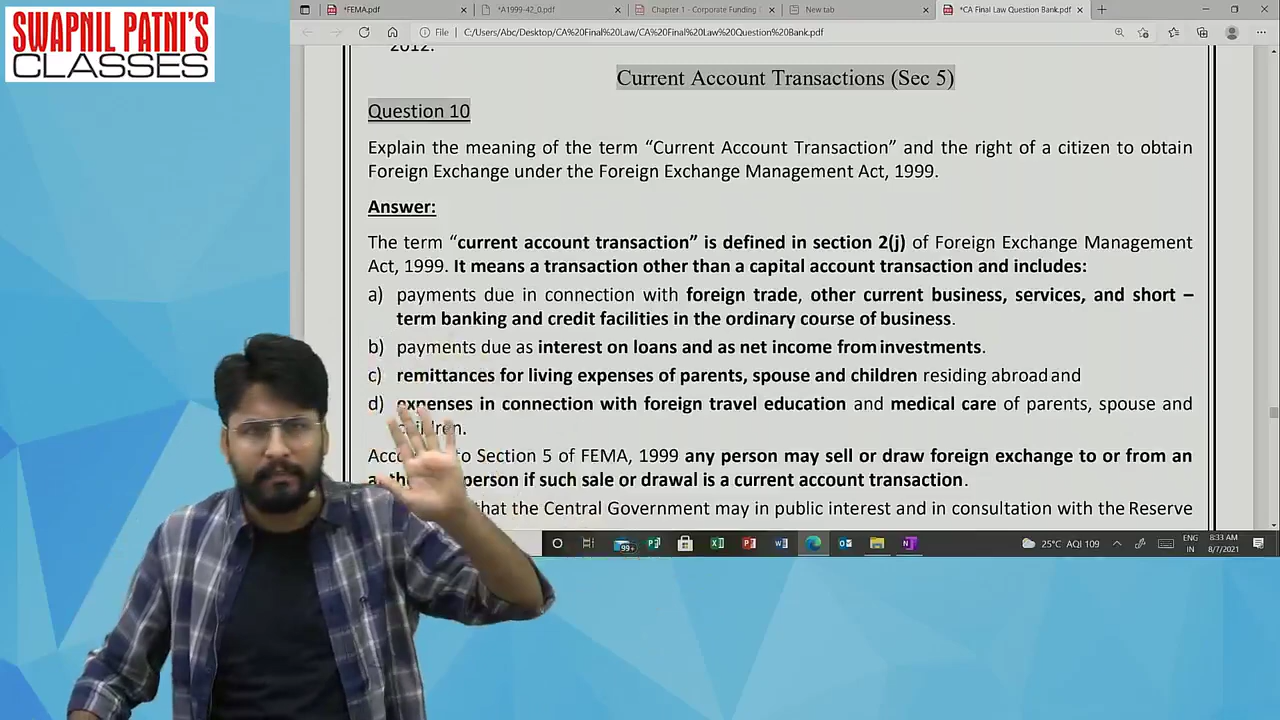 SWAPNIL PATNI'S
CLASSES
*FEMA.pdf
*A1999-42_0.pdf
Chapter 1 - Corporate Funding
New tab
*CA Final Law Question Bank.pdf
File
C:/Users/Abc/Desktop/CA%20Final%20Law/CA%20Final%20Law%20Question%20Bank.pdf
2012.
Current Account Transactions (Sec 5)
Question 10
Explain the meaning of the term “Current Account Transaction” and the right of a citizen to obtain
Foreign Exchange under the Foreign Exchange Management Act, 1999.
Answer:
The term “current account transaction” is defined in section 2(j) of Foreign Exchange Management
Act, 1999. It means a transaction other than a capital account transaction and includes:
a) payments due in connection with foreign trade, other current business, services, and short –
term banking and credit facilities in the ordinary course of business.
b) payments due as interest on loans and as net income from investments.
c) remittances for living expenses of parents, spouse and children residing abroad and
d) expenses in connection with foreign travel education and medical care of parents, spouse and
to Section 5 of FEMA, 1999 any person may sell or draw foreign exchange to or from an
person if such sale or drawal is a current account transaction.
that the Central Government may in public interest and in consultation with the Reserve
99+
25°C AQI 109
ENG
IN
8:33 AM
8/7/2021